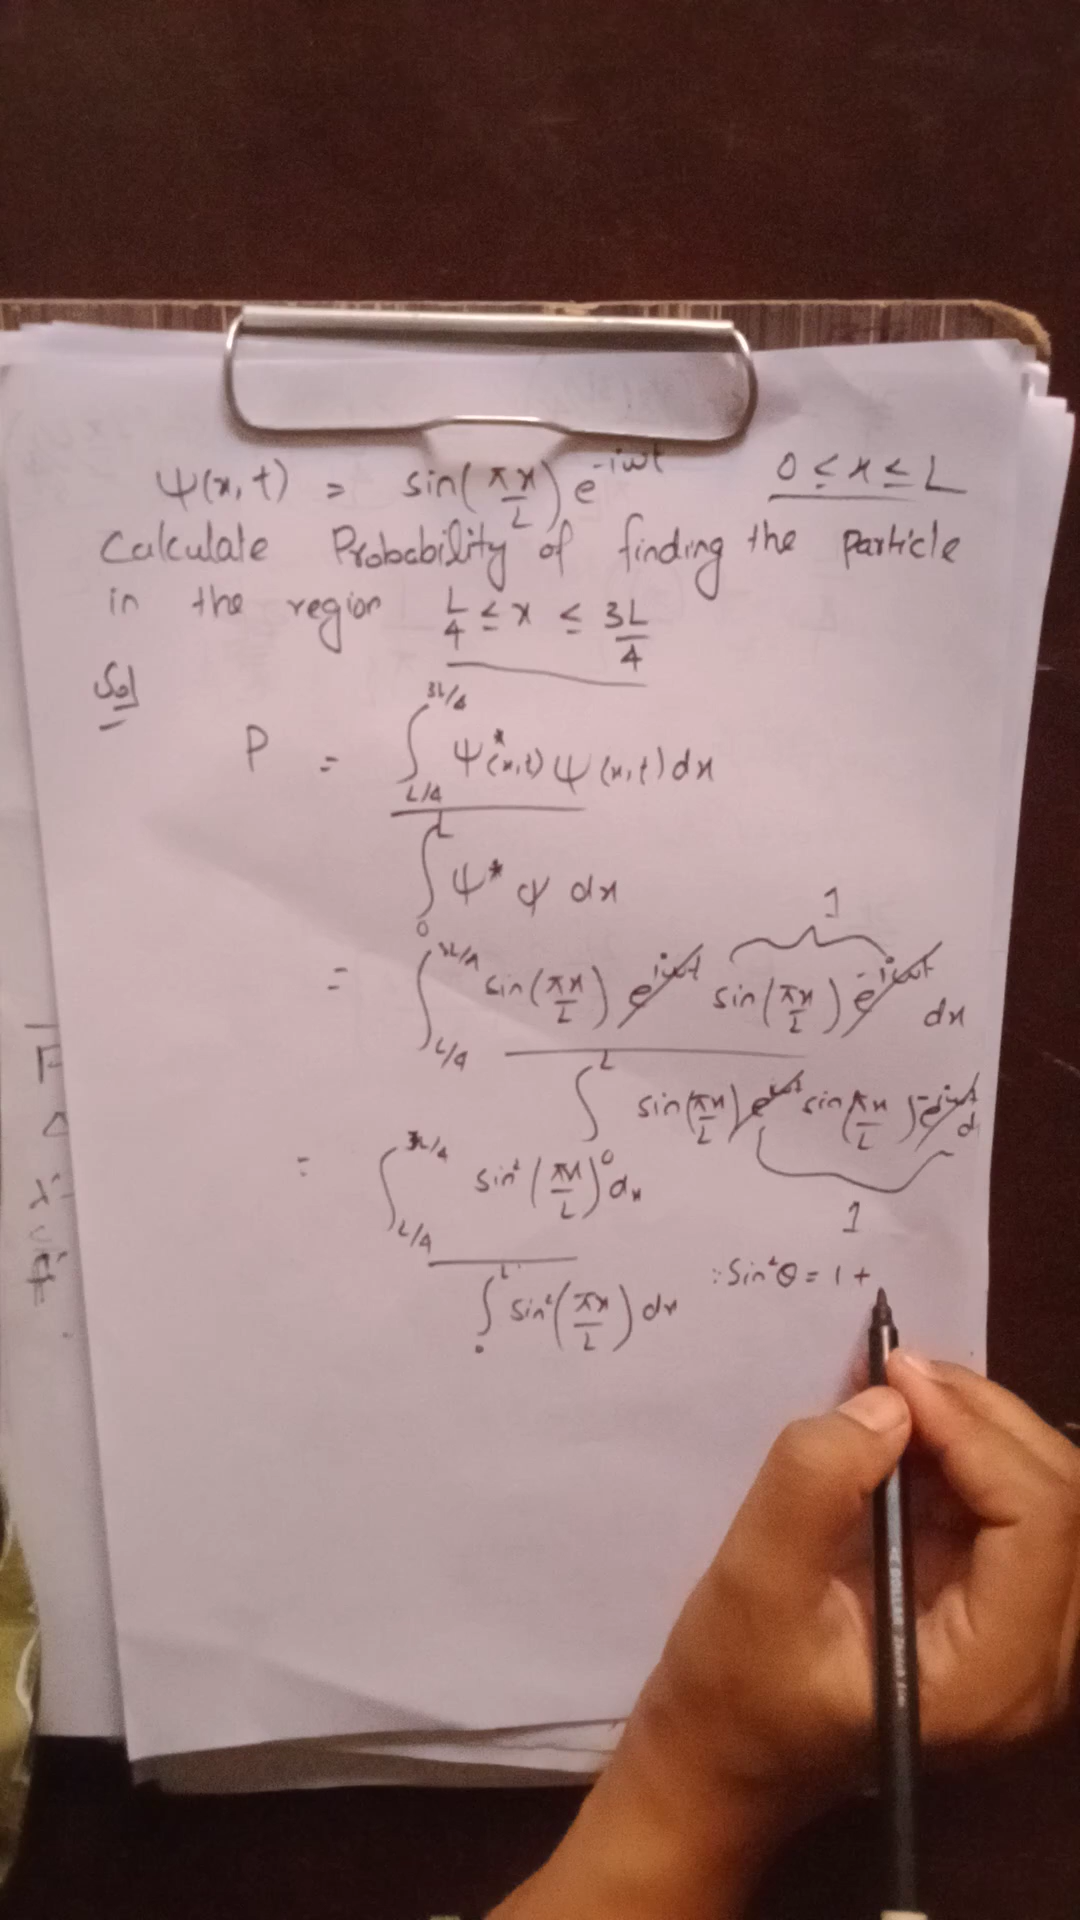 ψ(x,t) = sin(πx/L) e^-iωt 0 ≤ x ≤ L
Calculate Probability of finding the particle
in the region L/4 ≤ x ≤ 3L/4
Sol
P = ∫_{L/4}^{3L/4} ψ*(x,t) ψ(x,t) dx
∫_0^L ψ* ψ dx
1
= ∫_{L/4}^{3L/4} sin(πx/L) e^iωt sin(πx/L) e^-iωt dx
∫_0^L sin(πx/L) e^iωt sin(πx/L) e^-iωt d
1
= ∫_{L/4}^{3L/4} sin²(πx/L) dx
∫_0^L sin²(πx/L) dx ∵ Sin²θ = 1 +